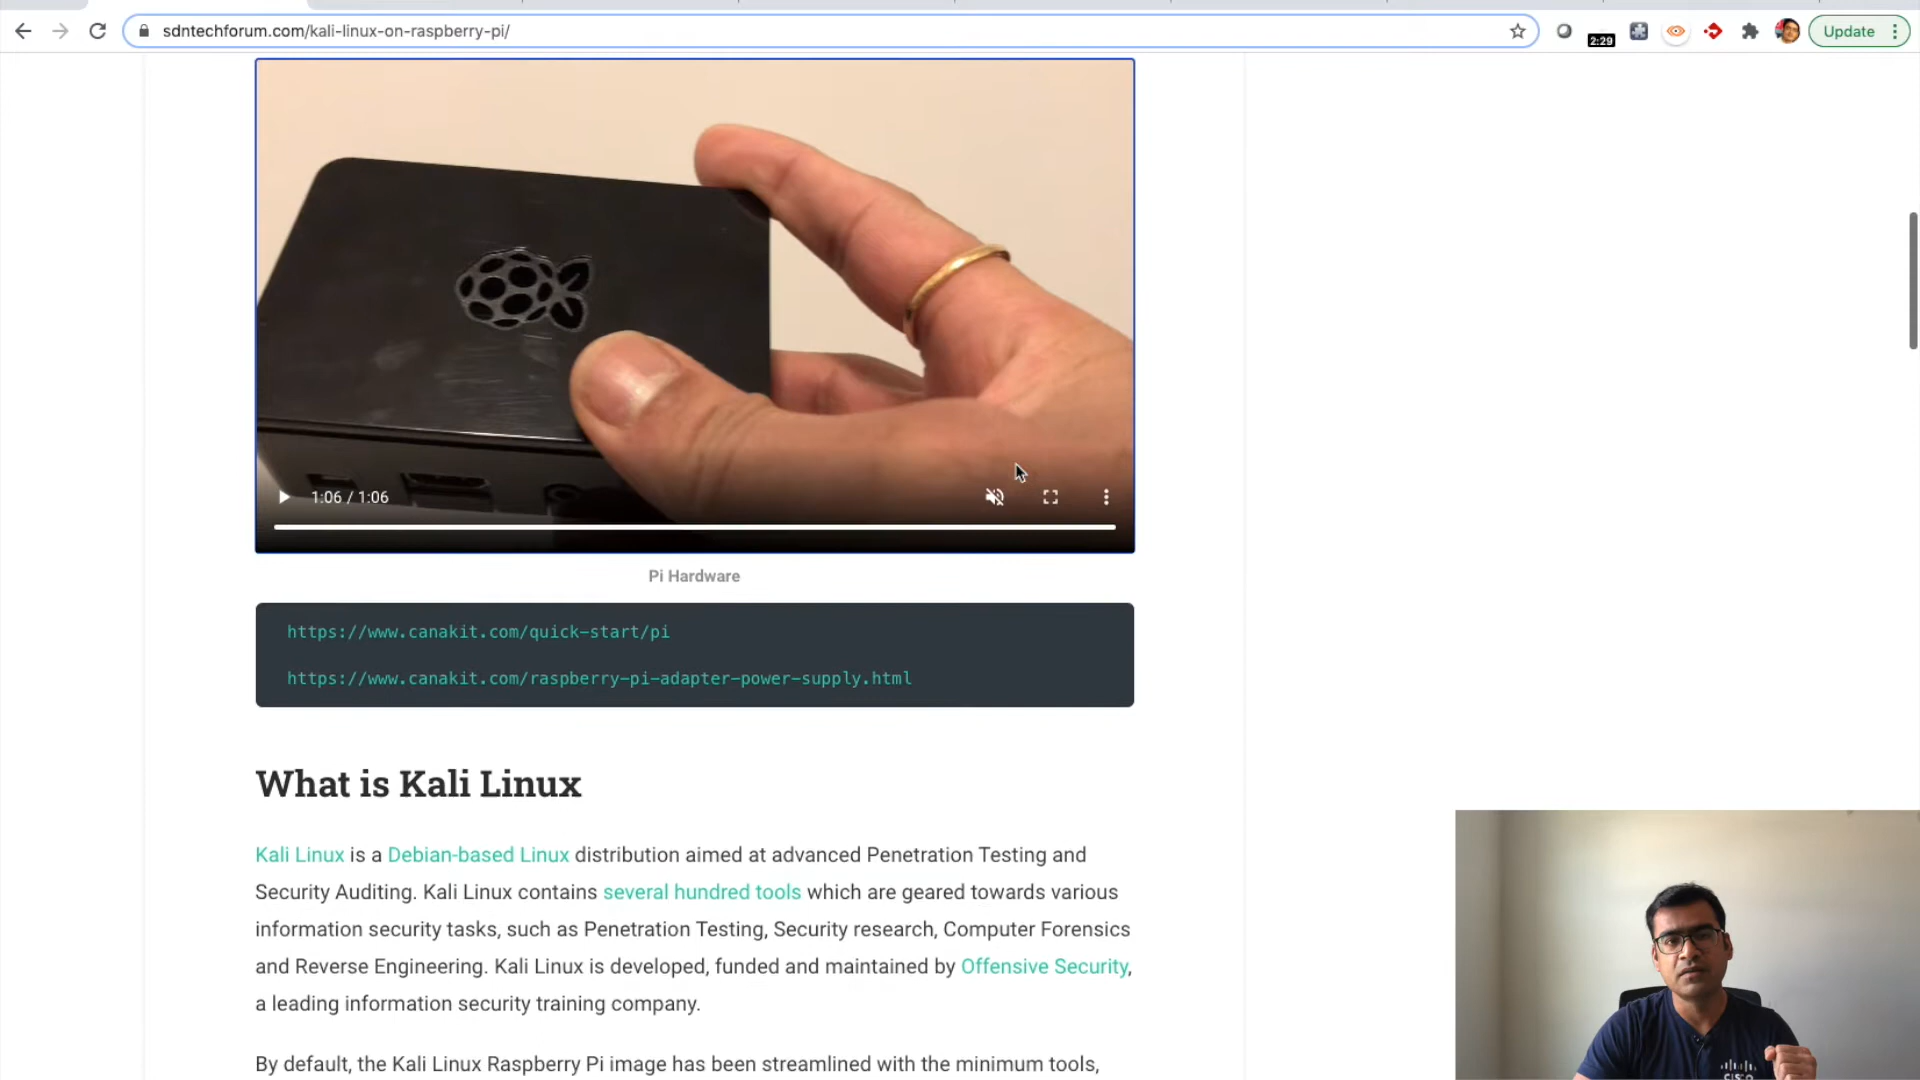 sdntechforum.com/kali-linux-on-raspberry-pi/
2:29
Update
1:06 / 1:06
Pi Hardware
https://www.canakit.com/quick-start/pi
https://www.canakit.com/raspberry-pi-adapter-power-supply.html
What is Kali Linux
Kali Linux is a Debian-based Linux distribution aimed at advanced Penetration Testing and
Security Auditing. Kali Linux contains several hundred tools which are geared towards various
information security tasks, such as Penetration Testing, Security research, Computer Forensics
and Reverse Engineering. Kali Linux is developed, funded and maintained by Offensive Security,
a leading information security training company.
By default, the Kali Linux Raspberry Pi image has been streamlined with the minimum tools,
CISCO